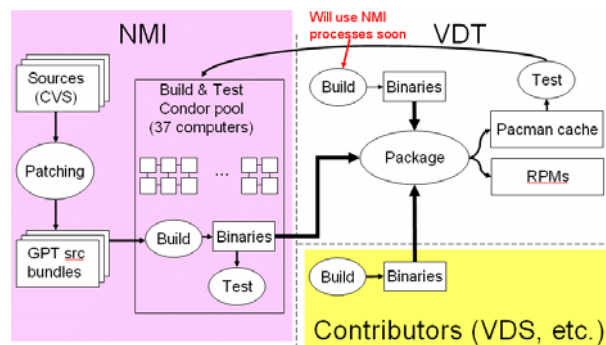 NMI
Will use NMI
processes soon
VDT
Sources
(CVS)
Patching
GPT src
bundles
Build & Test
Condor pool
(37 computers)
...
Build
Binaries
Test
Build
Binaries
Test
Package
Pacman cache
RPMs
Build
Binaries
Contributors (VDS, etc.)